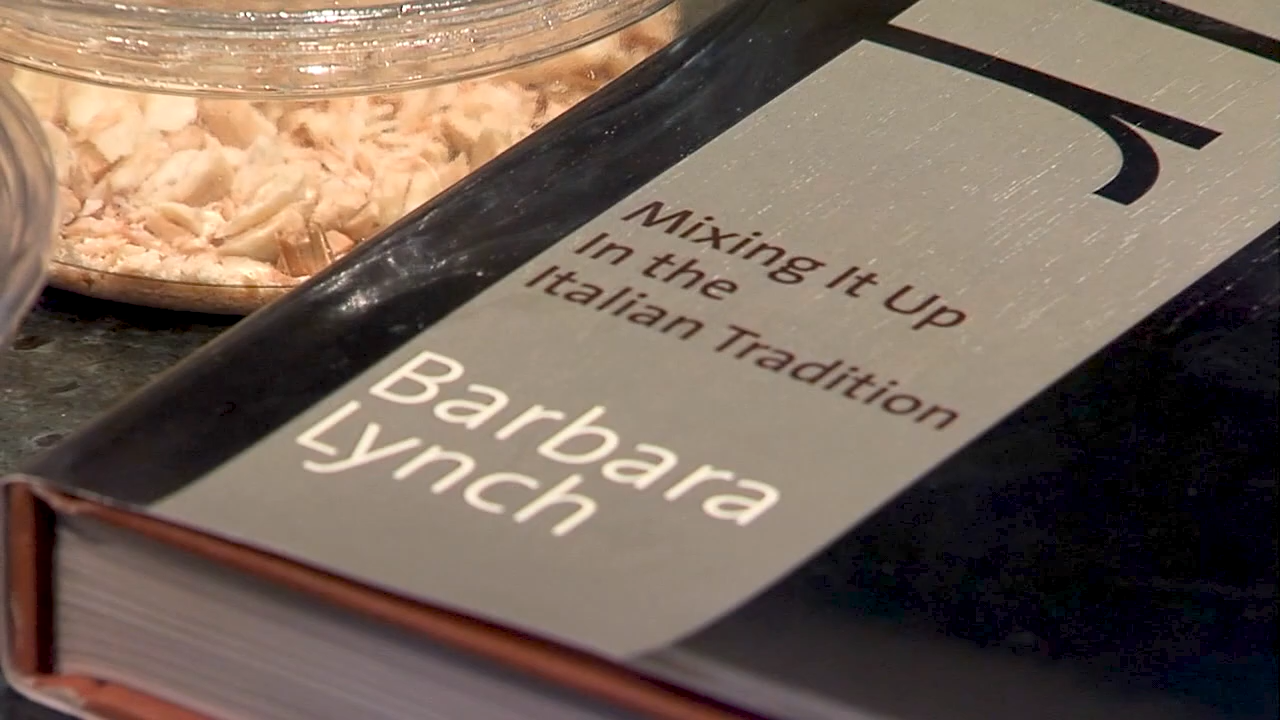 Mixing It Up
In the
Italian Tradition
Barbara
Lynch